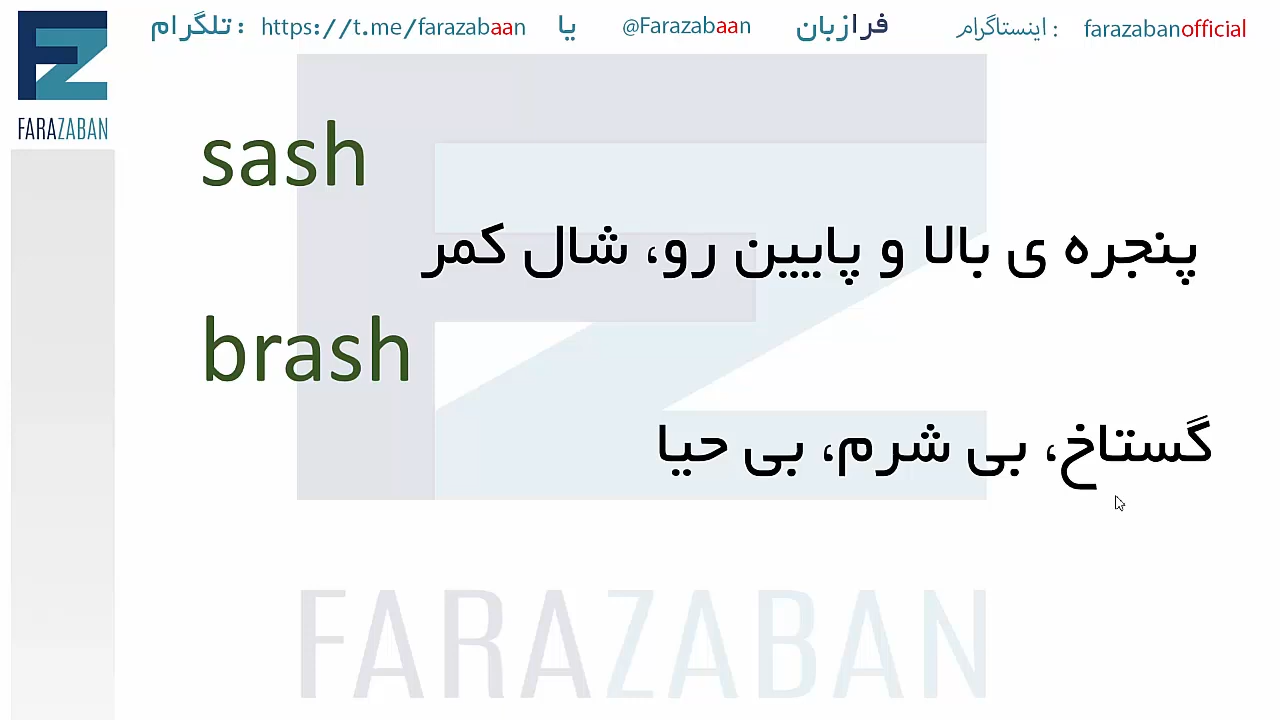 تلگرام : https://t.me/farazabaan یا @Farazabaan فرازبان اینستاگرام : farazabanofficial
FARAZABAN
sash
پنجره ی بالا و پایین رو، شال کمر
brash
گستاخ، بی شرم، بی حیا
FARAZABAN